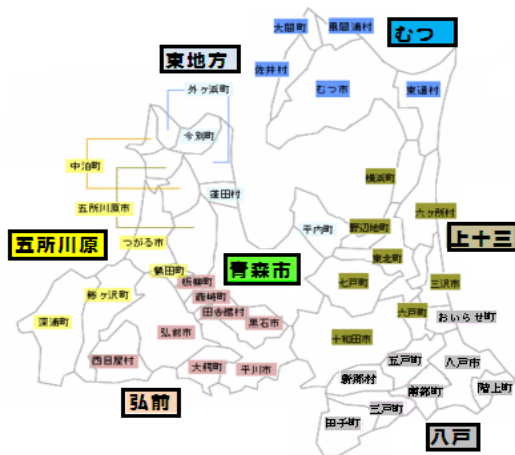 大間町
風間浦村
むつ
東地方
佐井村
外ヶ浜町
むつ市
東通村
今別町
中泊町
横浜町
蓬田村
五所川原市
六ヶ所村
平内町
野辺地町
五所川原
つがる市
上十三
青森市
東北町
鶴田町
板柳町
七戸町
三沢市
鯵ヶ沢町
藤崎町
田舎館村
六戸町
おいらせ町
深浦町
弘前市
黒石市
十和田市
西目屋村
大鰐町
平川市
五戸町
八戸市
新郷村
南部町
階上町
弘前
三戸町
田子町
八戸